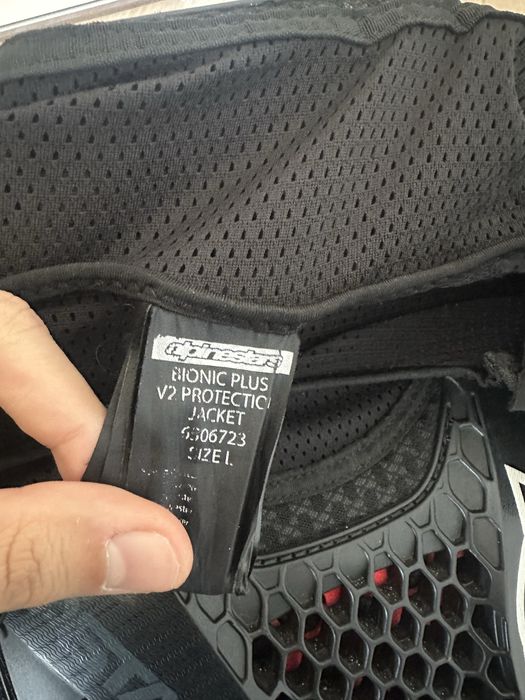 alpinestars
BIONIC PLUS
V2 PROTECTIO
JACKET
6506723
SIZE L